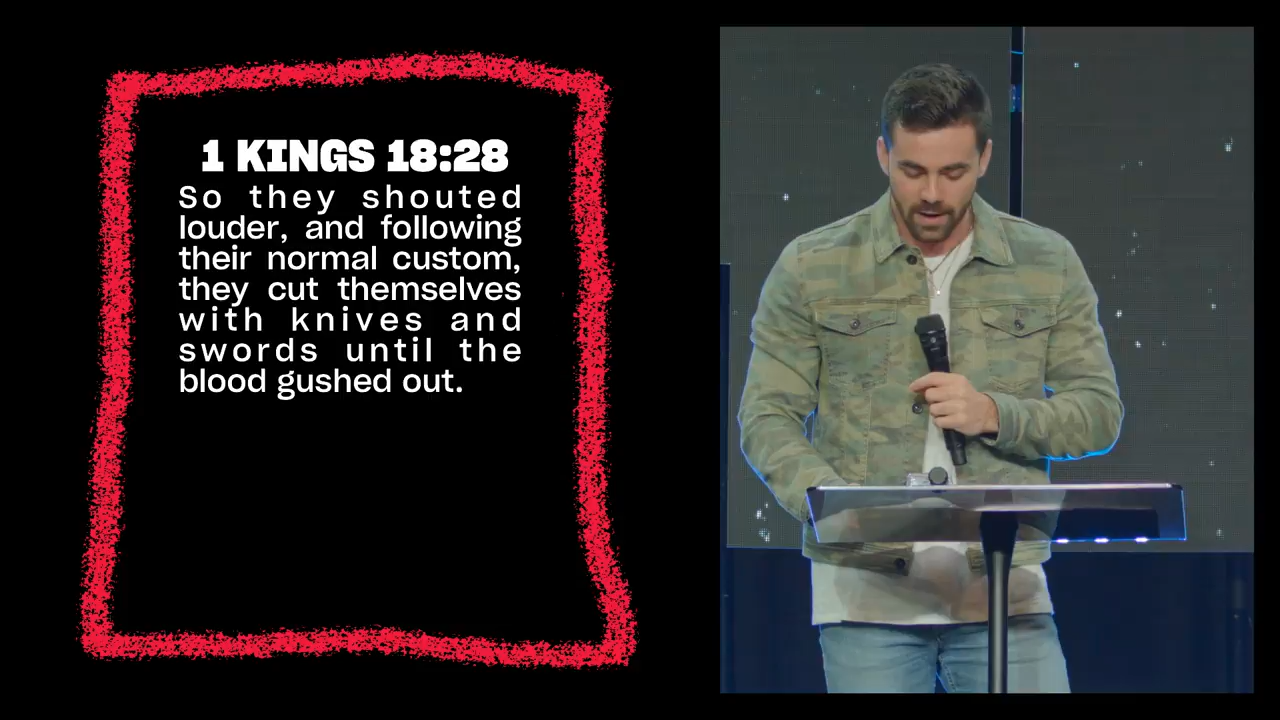 1 KINGS 18:28
So they shouted
louder, and following
their normal custom,
they cut themselves
with knives and
swords until the
blood gushed out.